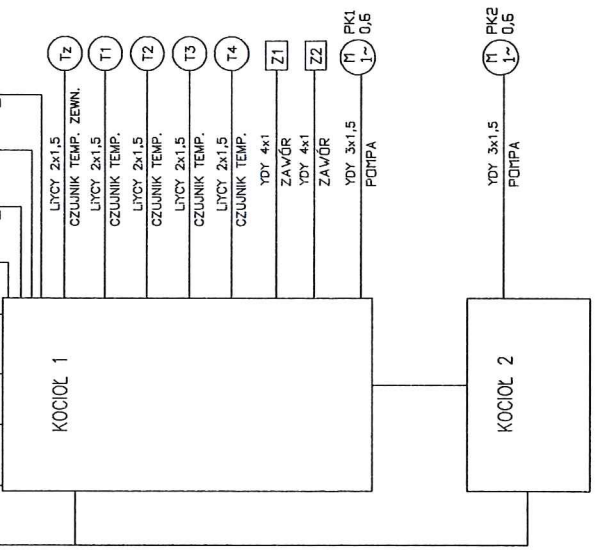 Tz
LIYCY 2x1,5
CZUJNIK TEMP. ZEWN.
T1
LIYCY 2x1,5
CZUJNIK TEMP.
T2
LIYCY 2x1,5
CZUJNIK TEMP.
T3
LIYCY 2x1,5
CZUJNIK TEMP.
T4
LIYCY 2x1,5
CZUJNIK TEMP.
Z1
YDY 4x1
ZAWÓR
Z2
YDY 4x1
ZAWÓR
M
1~
PK1
0,6
YDY 3x1,5
POMPA
M
1~
PK2
0,6
YDY 3x1,5
POMPA
KOCIOŁ 1
KOCIOŁ 2